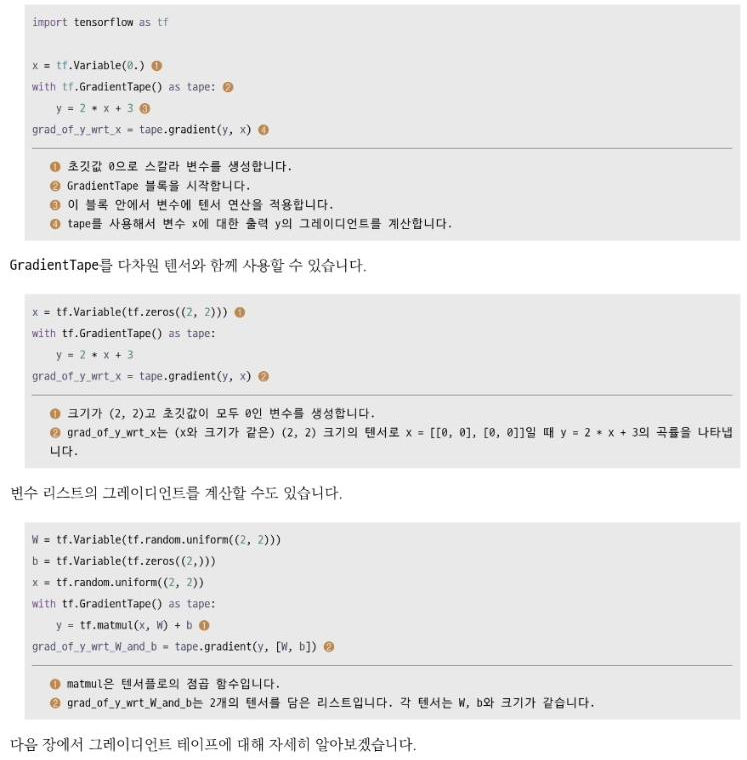 import tensorflow as tf
x = tf.Variable(0.) ❶
with tf.GradientTape() as tape: ❷
    y = 2 * x + 3 ❸
grad_of_y_wrt_x = tape.gradient(y, x) ❹
❶ 초깃값 0으로 스칼라 변수를 생성합니다.
❷ GradientTape 블록을 시작합니다.
❸ 이 블록 안에서 변수에 텐서 연산을 적용합니다.
❹ tape를 사용해서 변수 x에 대한 출력 y의 그레이디언트를 계산합니다.
GradientTape를 다차원 텐서와 함께 사용할 수 있습니다.
x = tf.Variable(tf.zeros((2, 2))) ❶
with tf.GradientTape() as tape:
    y = 2 * x + 3
grad_of_y_wrt_x = tape.gradient(y, x) ❷
❶ 크기가 (2, 2)고 초깃값이 모두 0인 변수를 생성합니다.
❷ grad_of_y_wrt_x는 (x와 크기가 같은) (2, 2) 크기의 텐서로 x = [[0, 0], [0, 0]]일 때 y = 2 * x + 3의 곡률을 나타냅
니다.
변수 리스트의 그레이디언트를 계산할 수도 있습니다.
W = tf.Variable(tf.random.uniform((2, 2)))
b = tf.Variable(tf.zeros((2,)))
x = tf.random.uniform((2, 2))
with tf.GradientTape() as tape:
    y = tf.matmul(x, W) + b ❶
grad_of_y_wrt_W_and_b = tape.gradient(y, [W, b]) ❷
❶ matmul은 텐서플로의 점곱 함수입니다.
❷ grad_of_y_wrt_W_and_b는 2개의 텐서를 담은 리스트입니다. 각 텐서는 W, b와 크기가 같습니다.
다음 장에서 그레이디언트 테이프에 대해 자세히 알아보겠습니다.